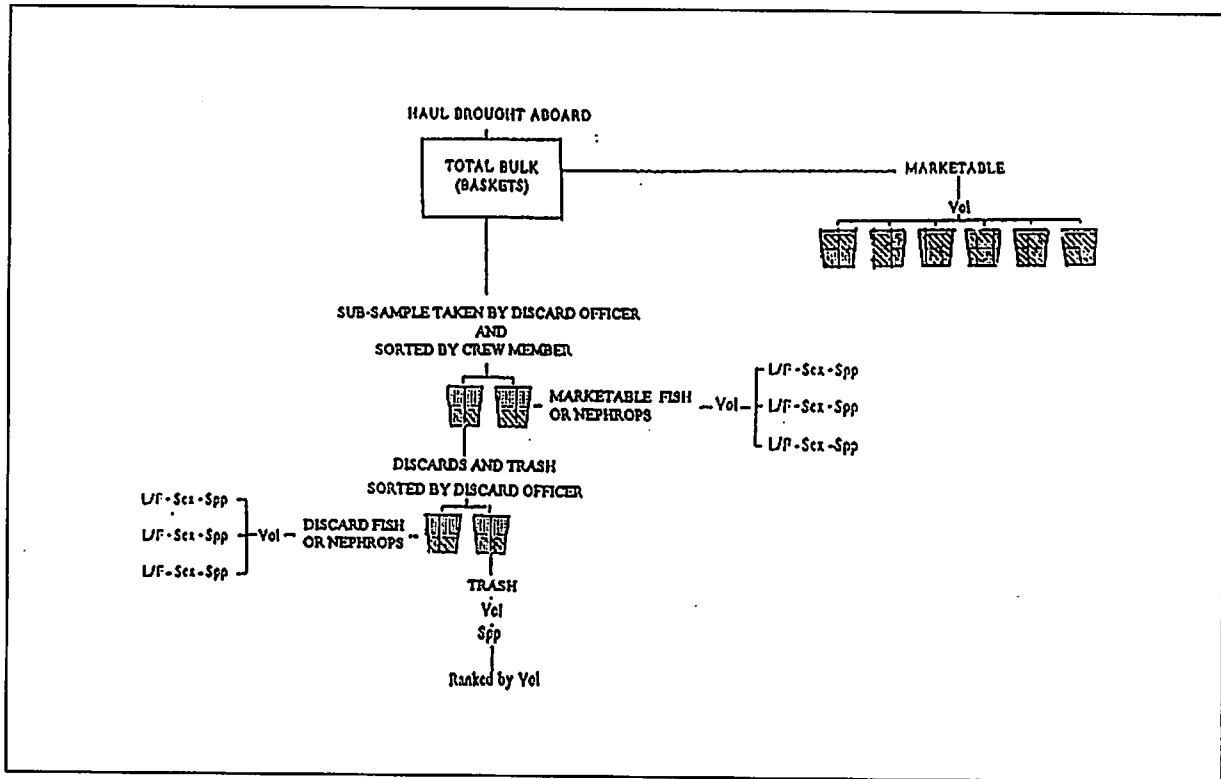 HAUL BROUGHT ABOARD
TOTAL BULK
(BASKETS)
MARKETABLE
Vol
SUB-SAMPLE TAKEN BY DISCARD OFFICER
AND
SORTED BY CREW MEMBER
MARKETABLE FISH
OR NEPHROPS
Vol
L/F-Sex-Spp
L/F-Sex-Spp
L/F-Sex-Spp
DISCARDS AND TRASH
SORTED BY DISCARD OFFICER
L/F-Sex-Spp
L/F-Sex-Spp
L/F-Sex-Spp
Vol
DISCARD FISH
OR NEPHROPS
TRASH
Vol
Spp
Ranked by Vol